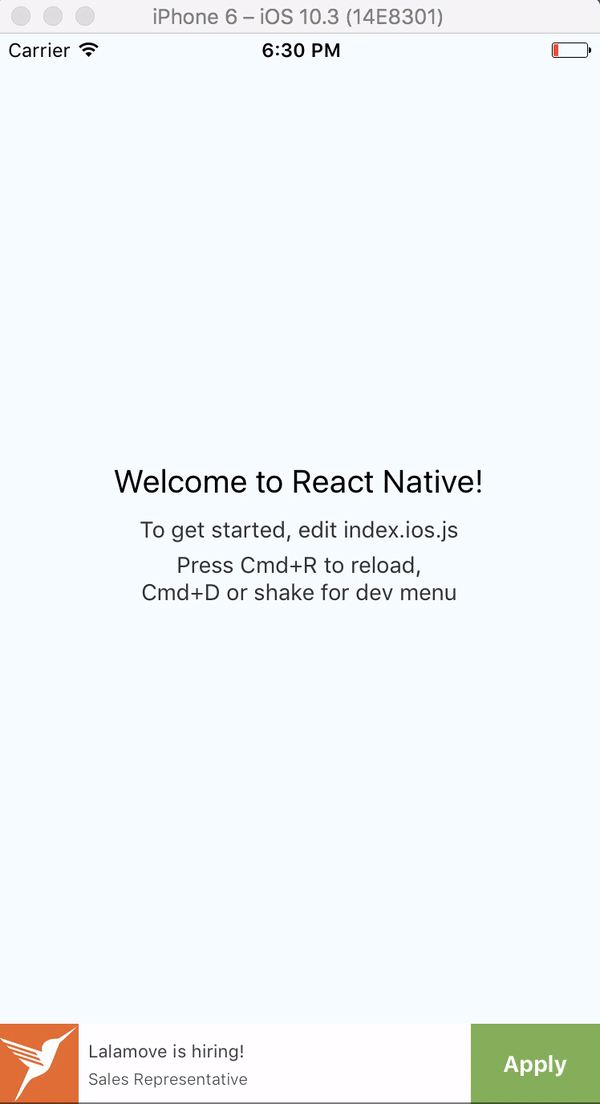 iPhone 6 – iOS 10.3 (14E8301)
Carrier 6:30 PM
Welcome to React Native!
To get started, edit index.ios.js
Press Cmd+R to reload,
Cmd+D or shake for dev menu
Lalamove is hiring!
Sales Representative
Apply